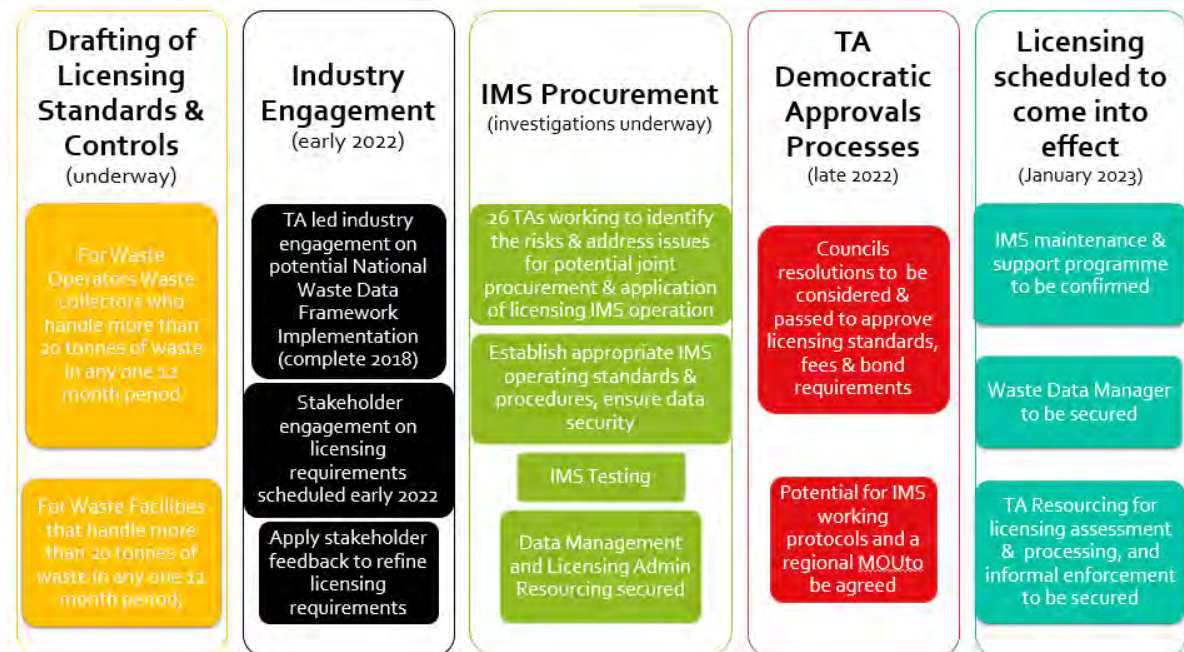 Drafting of
Licensing
Standards &
Controls
(underway)
For Waste
Operators Waste
collectors who
handle more than
20 tonnes of waste
in any one 12
month period
For Waste Facilities
that handle more
than 20 tonnes of
waste in any one 12
month period;
Industry
Engagement
(early 2022)
TA led industry
engagement on
potential National
Waste Data
Framework
Implementation
(complete 2018)
Stakeholder
engagement on
licensing
requirements
scheduled early 2022
Apply stakeholder
feedback to refine
licensing
requirements
IMS Procurement
(investigations underway)
26 TAs working to identify
the risks & address issues
for potential joint
procurement & application
of licensing IMS operation
Establish appropriate IMS
operating standards &
procedures, ensure data
security
IMS Testing
Data Management
and Licensing Admin
Resourcing secured
TA
Democratic
Approvals
Processes
(late 2022)
Councils
resolutions to be
considered &
passed to approve
licensing standards,
fees & bond
requirements
Potential for IMS
working
protocols and a
regional MOUto
be agreed
Licensing
scheduled to
come into
effect
(January 2023)
IMS maintenance &
support programme
to be confirmed
Waste Data Manager
to be secured
TA Resourcing for
licensing assessment
& processing, and
informal enforcement
to be secured